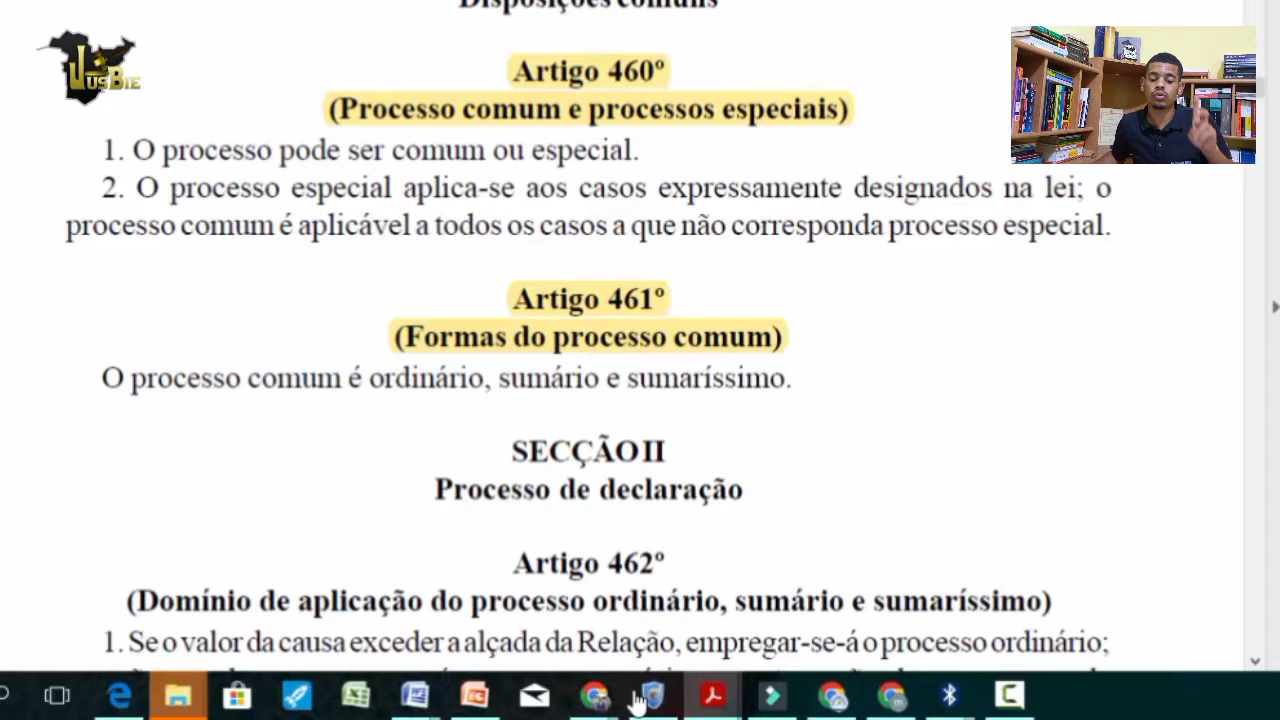 Disposições comuns
JUSBIE
Artigo 460º
(Processo comum e processos especiais)
1. O processo pode ser comum ou especial.
2. O processo especial aplica-se aos casos expressamente designados na lei; o
processo comum é aplicável a todos os casos a que não corresponda processo especial.
Artigo 461º
(Formas do processo comum)
O processo comum é ordinário, sumário e sumaríssimo.
SECÇÃO II
Processo de declaração
Artigo 462º
(Domínio de aplicação do processo ordinário, sumário e sumaríssimo)
1. Se o valor da causa exceder a alçada da Relação, empregar-se-á o processo ordinário;